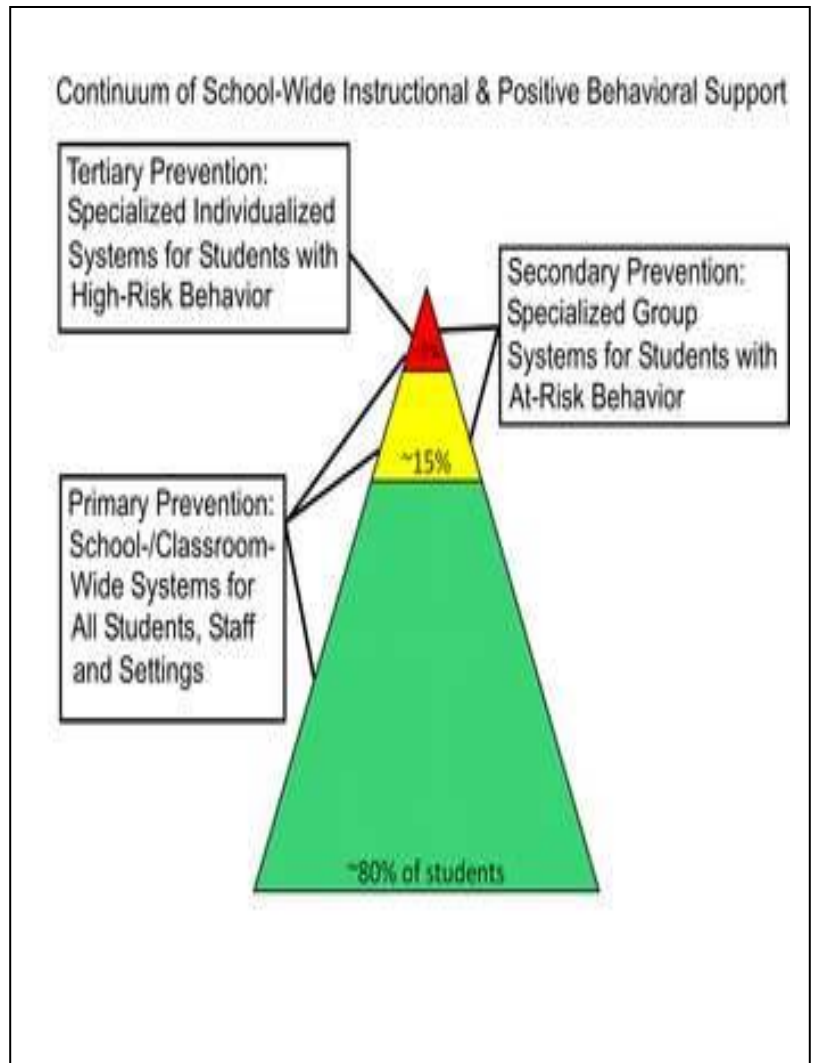 Continuum of School-Wide Instructional & Positive Behavioral Support
Tertiary Prevention:
Specialized Individualized
Systems for Students with
High-Risk Behavior
Secondary Prevention:
Specialized Group
Systems for Students with
At-Risk Behavior
~15%
Primary Prevention:
School-/Classroom-
Wide Systems for
All Students, Staff
and Settings
~80% of students